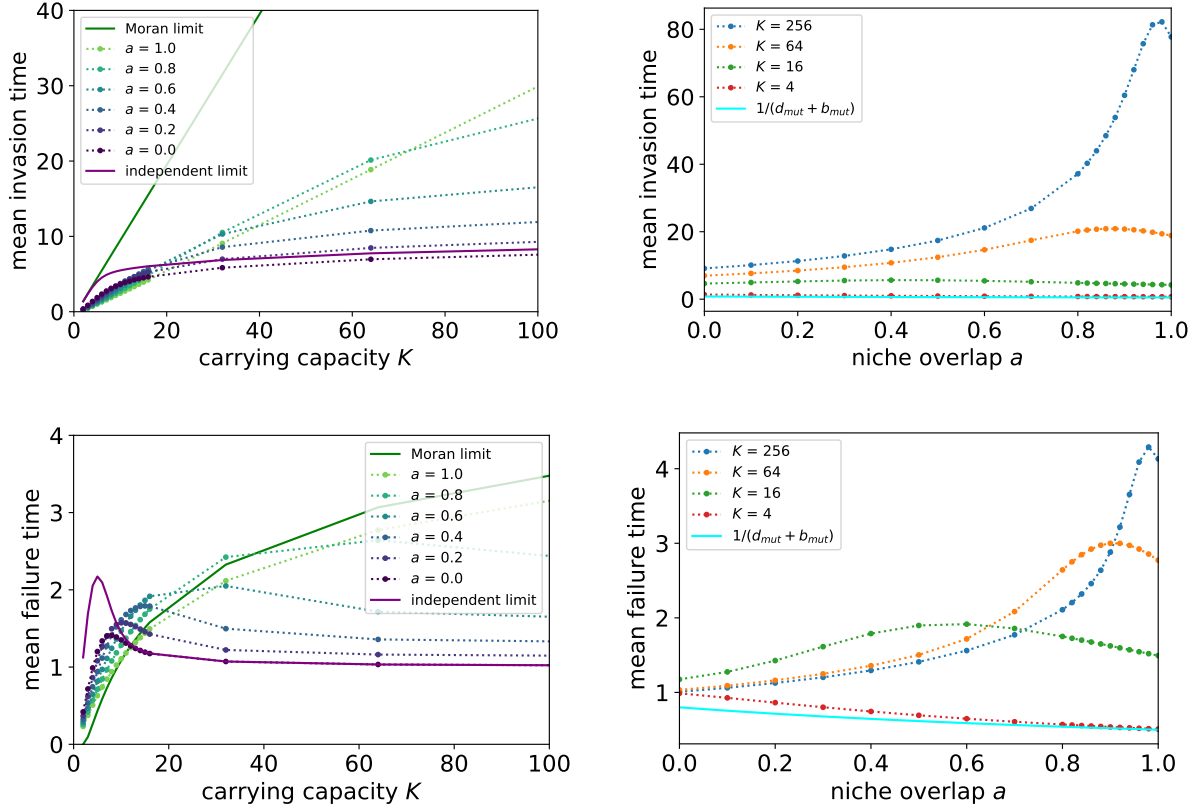 mean invasion time
40
30
20
10
0
Moran limit
a = 1.0
a = 0.8
a = 0.6
a = 0.4
a = 0.2
a = 0.0
independent limit
0 20 40 60 80 100
carrying capacity K
mean invasion time
80
60
40
20
0
K = 256
K = 64
K = 16
K = 4
1/(d_mut + b_mut)
0.0 0.2 0.4 0.6 0.8 1.0
niche overlap a
mean failure time
4
3
2
1
0
Moran limit
a = 1.0
a = 0.8
a = 0.6
a = 0.4
a = 0.2
a = 0.0
independent limit
0 20 40 60 80 100
carrying capacity K
mean failure time
4
3
2
1
K = 256
K = 64
K = 16
K = 4
1/(d_mut + b_mut)
0.0 0.2 0.4 0.6 0.8 1.0
niche overlap a